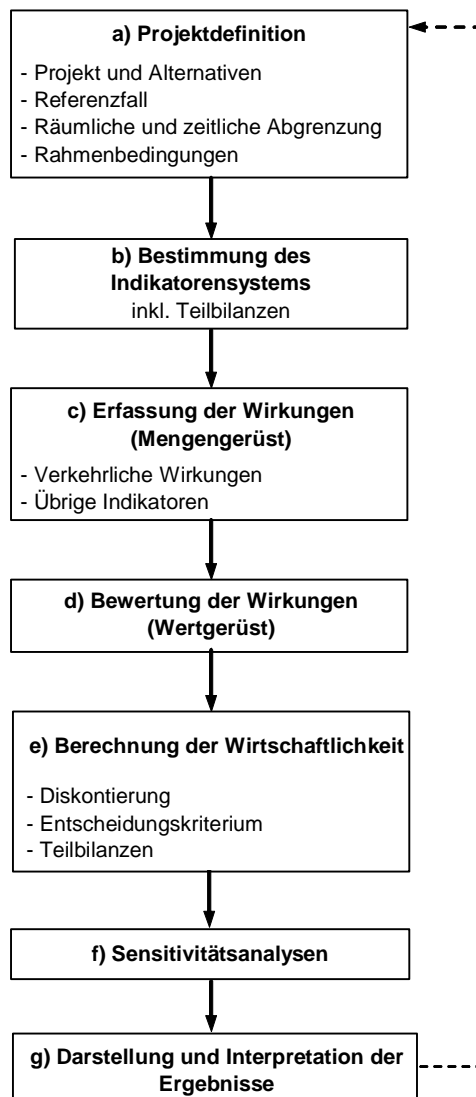 a) Projektdefinition
- Projekt und Alternativen
- Referenzfall
- Räumliche und zeitliche Abgrenzung
- Rahmenbedingungen
b) Bestimmung des
Indikatorensystems
inkl. Teilbilanzen
c) Erfassung der Wirkungen
(Mengengerüst)
- Verkehrliche Wirkungen
- Übrige Indikatoren
d) Bewertung der Wirkungen
(Wertgerüst)
e) Berechnung der Wirtschaftlichkeit
- Diskontierung
- Entscheidungskriterium
- Teilbilanzen
f) Sensitivitätsanalysen
g) Darstellung und Interpretation der
Ergebnisse